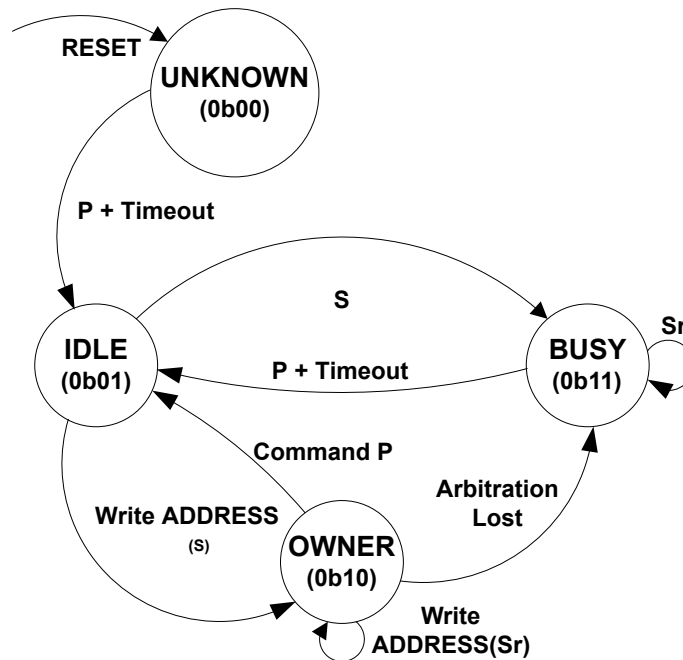 RESET
UNKNOWN
(0b00)
P + Timeout
S
IDLE
(0b01)
BUSY
(0b11)
Sr
P + Timeout
Command P
Arbitration
Lost
Write ADDRESS
(S)
OWNER
(0b10)
Write
ADDRESS(Sr)